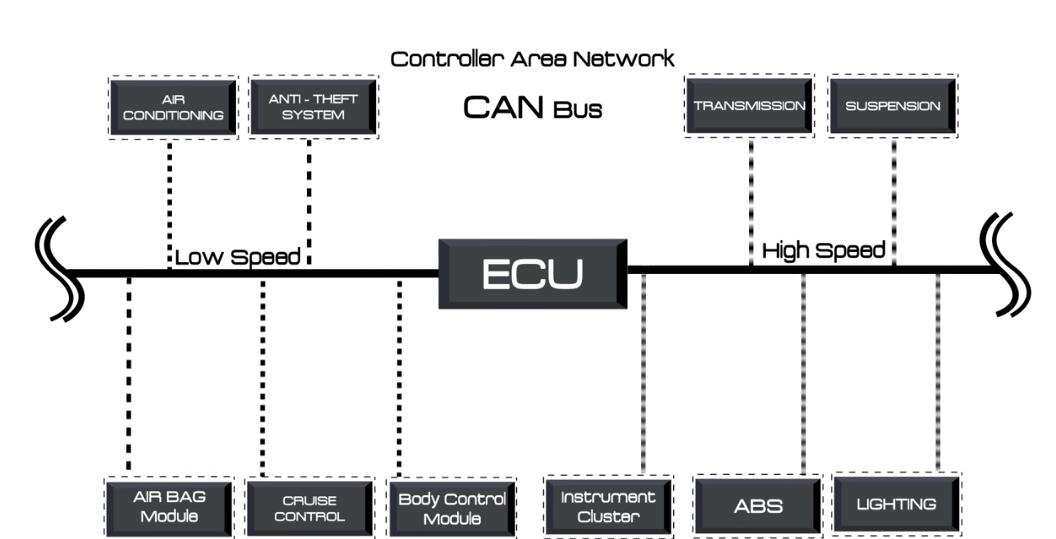 Controller Area Network
CAN Bus
AIR
CONDITIONING
ANTI - THEFT
SYSTEM
TRANSMISSION
SUSPENSION
Low Speed
ECU
High Speed
AIR BAG
Module
CRUISE
CONTROL
Body Control
Module
Instrument
Cluster
ABS
LIGHTING